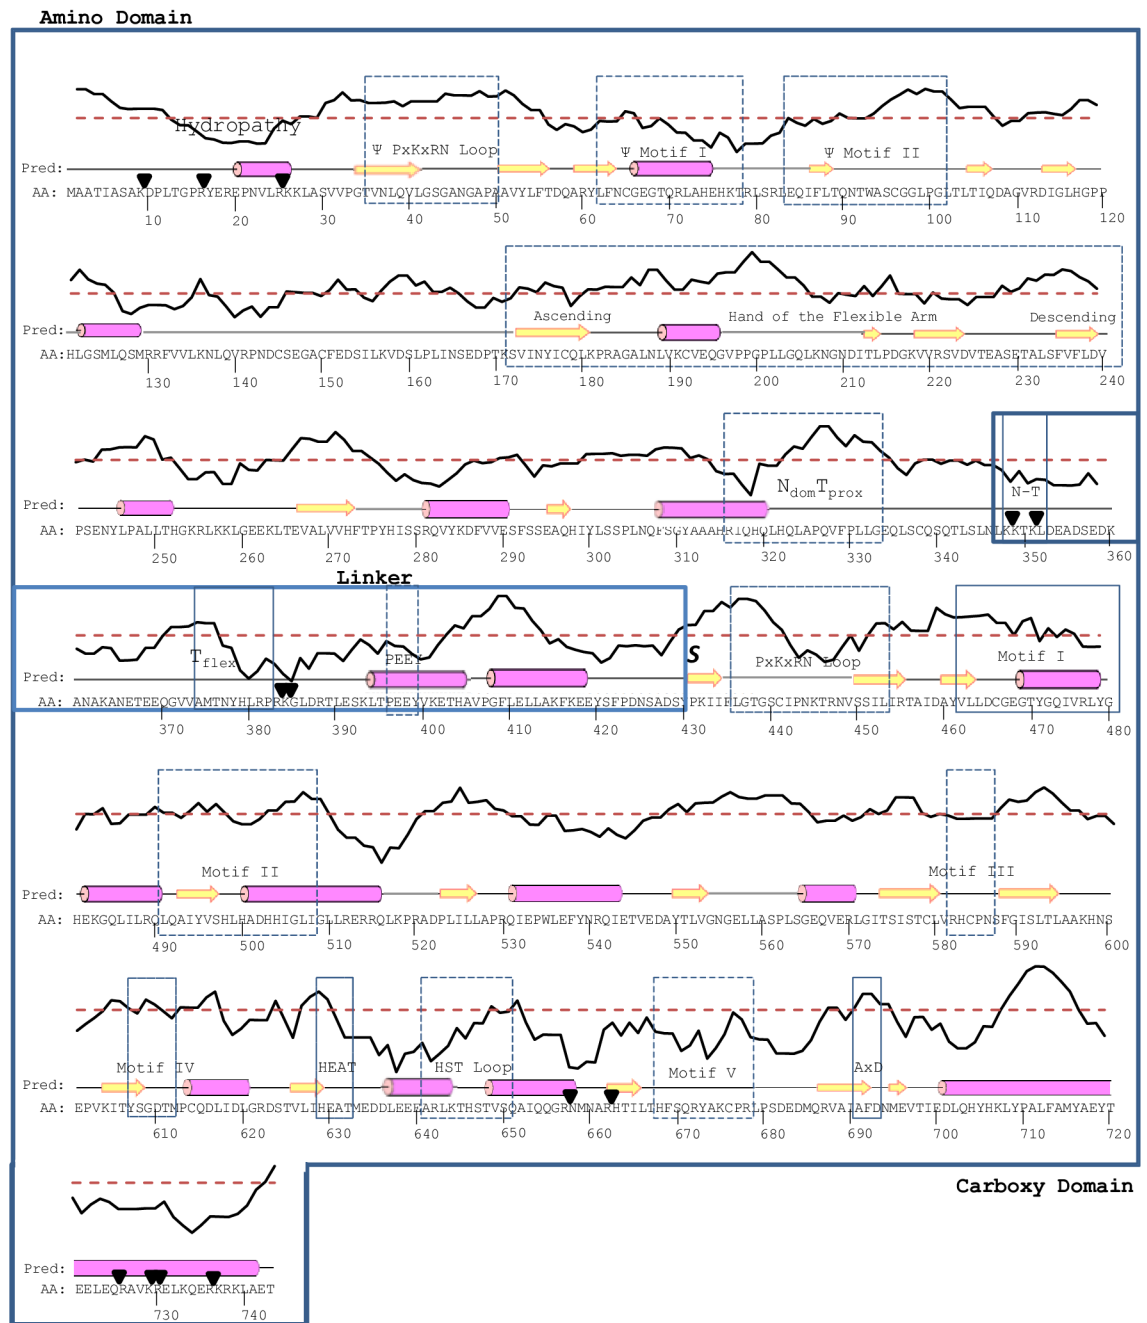 Amino Domain
Hydropathy
Ψ PxKxRN Loop
Ψ Motif I
Ψ Motif II
Pred:
AA: MAATIASAKDPLTGPRYEREPNVLRKKLASVVPGTVNLQVLGSGANGAPAAVYLFTDQARYLFNCGEGTQRLAHEHKTRLSRLEQIFLTQNTWASCGGLPGLTLTIQDAGVRDIGLHGPP
10 20 30 40 50 60 70 80 90 100 110 120
Ascending
Hand of the Flexible Arm
Descending
Pred:
AA:HLGSMLQSMRRFVVLKNLQVRPNDCSEGACFEDSILKVDSLPLINSEDPTKSVINYICQLKPRAGALNLVKCVEQGVPPGPLLGQLKNGNDITLPDGKVVRSVDVTEASETALSFVFLDV
130 140 150 160 170 180 190 200 210 220 230 240
NdomTprox
N-T
Pred:
AA: PSENYLPALLTHGKRLKKLGEEKLTEVALVVHFTPYHISSRQVYKDFVVESFSSEAQHIYLSSPLNQFSGYAAAHRIQHQLHQLAPQVFPLLGEQLSCQSQTLSLNLKKTKLDEADSEDK
250 260 270 280 290 300 310 320 330 340 350 360
Linker
Tflex
PEEY
S
PxKxRN Loop
Motif I
Pred:
AA: ANAKANETEEQGVVAMTNYHLRPRKGLDRTLESKLTPEEYVKETHAVPGFLELLAKFKEEYSFPDNSADSYPKIIFLGTGSCIPNKTRNVSSILIRTAIDAYVLLDCGEGTYGQIVRLYG
370 380 390 400 410 420 430 440 450 460 470 480
Motif II
Motif III
Pred:
AA: HEKGQLILRQLQAIYVSHLHADHHIGLIGLLRERRQLKPRADPLILLAPRQIEPWLEFYNRQIETVEDAYTLVGNGELLASPLSGEQVERLGITSISTCLVRHCPNSFGISLTLAAKHNS
490 500 510 520 530 540 550 560 570 580 590 600
Motif IV
HEAT
HST Loop
Motif V
AxD
Pred:
AA: EPVKITYSGDTMPCQDLIDLGRDSTVLIHEATMEDDLEEEARLKTHSTVSQAIQQGRNMNARHTILTHFSQRYAKCPRLPSDEDMQRVAIAFDNMEVTIEDLQHYHKLYPALFAMYAEYT
610 620 630 640 650 660 670 680 690 700 710 720
Carboxy Domain
Pred:
AA: EELEQRAVKRELKQERKRKLAET
730 740